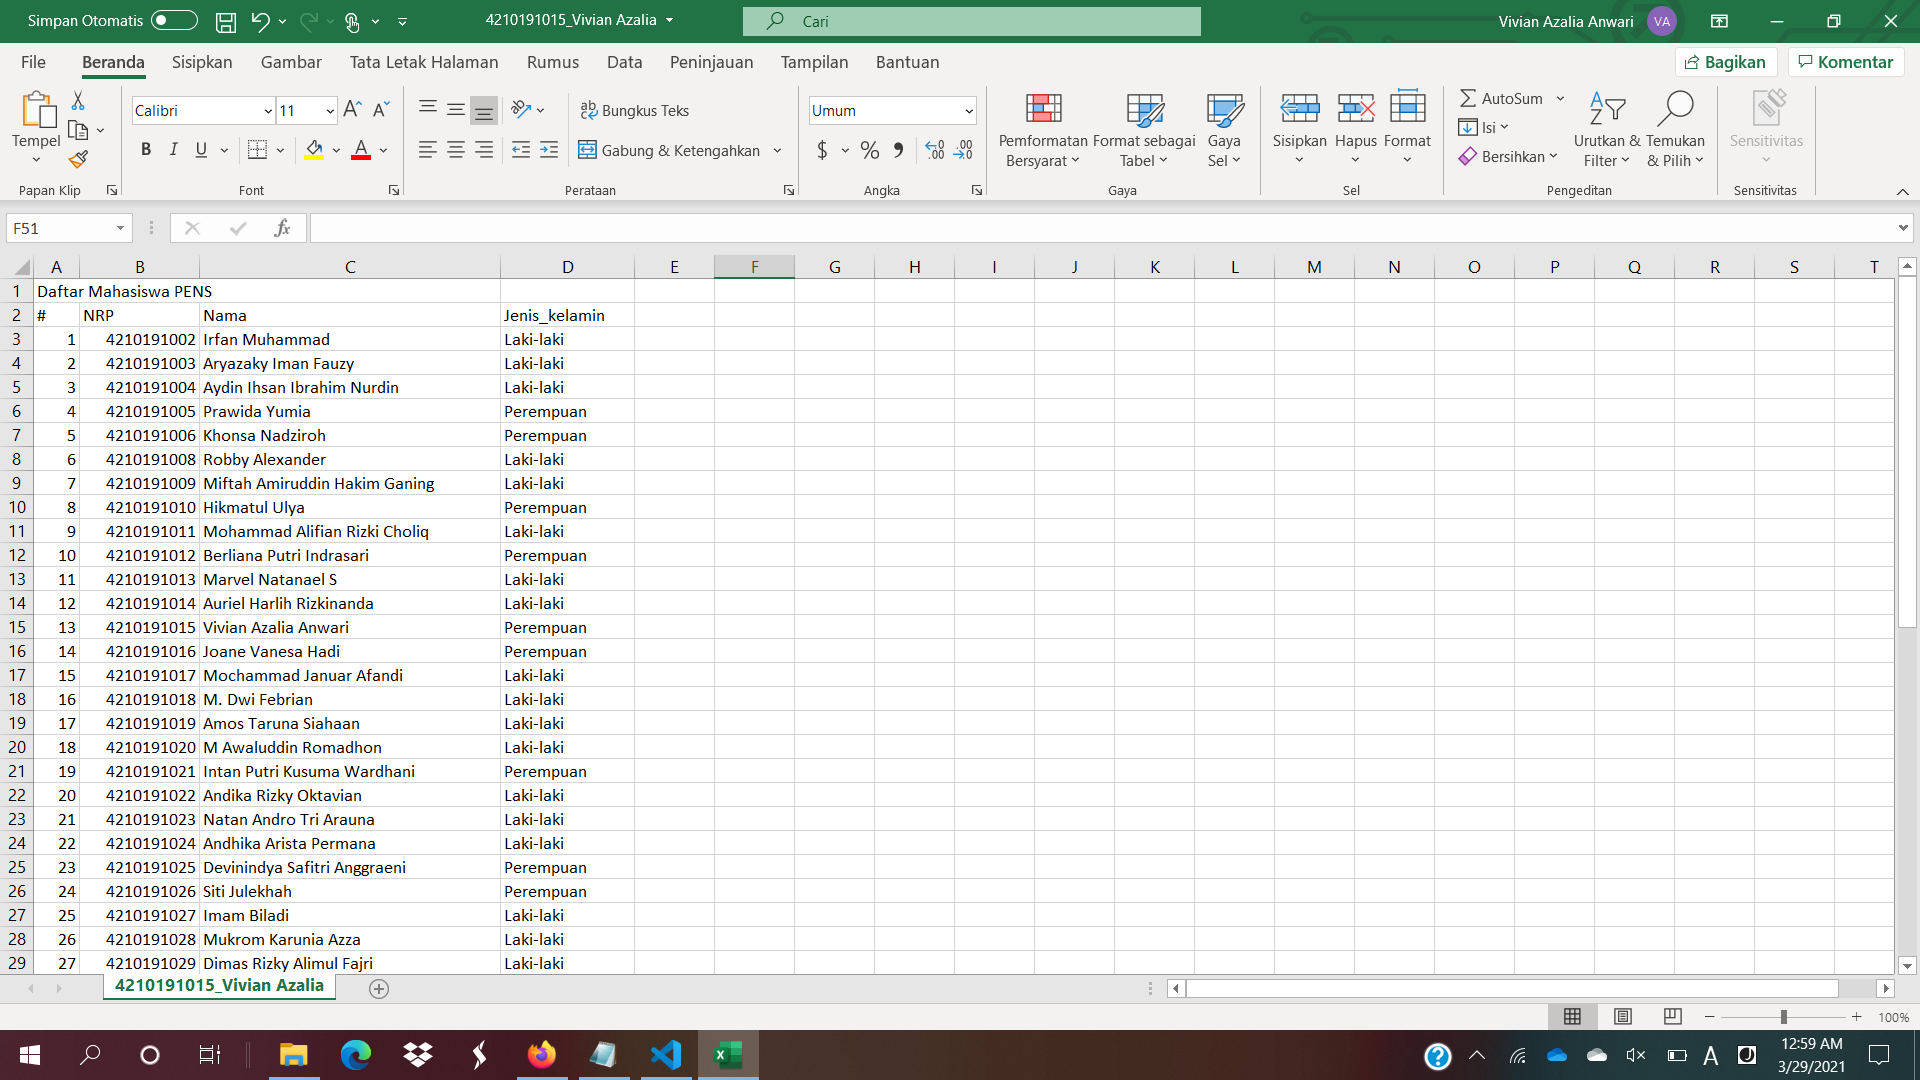 Simpan Otomatis
4210191015_Vivian Azalia
Cari
Vivian Azalia Anwari VA
File Beranda Sisipkan Gambar Tata Letak Halaman Rumus Data Peninjauan Tampilan Bantuan
Bagikan Komentar
Tempel
Papan Klip
Calibri 11
B I U
Font
Bungkus Teks
Gabung & Ketengahkan
Perataan
Umum
$ % ,
Angka
Pemformatan Bersyarat
Format sebagai Tabel
Gaya Sel
Gaya
Sisipkan Hapus Format
Sel
AutoSum
Isi
Bersihkan
Urutkan & Filter
Temukan & Pilih
Pengeditan
Sensitivitas
Sensitivitas
F51 fx
A B C D E F G H I J K L M N O P Q R S T
1 Daftar Mahasiswa PENS
2 # NRP Nama Jenis_kelamin
3 1 4210191002 Irfan Muhammad Laki-laki
4 2 4210191003 Aryazaky Iman Fauzy Laki-laki
5 3 4210191004 Aydin Ihsan Ibrahim Nurdin Laki-laki
6 4 4210191005 Prawida Yumia Perempuan
7 5 4210191006 Khonsa Nadziroh Perempuan
8 6 4210191008 Robby Alexander Laki-laki
9 7 4210191009 Miftah Amiruddin Hakim Ganing Laki-laki
10 8 4210191010 Hikmatul Ulya Perempuan
11 9 4210191011 Mohammad Alifian Rizki Choliq Laki-laki
12 10 4210191012 Berliana Putri Indrasari Perempuan
13 11 4210191013 Marvel Natanael S Laki-laki
14 12 4210191014 Auriel Harlih Rizkinanda Laki-laki
15 13 4210191015 Vivian Azalia Anwari Perempuan
16 14 4210191016 Joane Vanesa Hadi Perempuan
17 15 4210191017 Mochammad Januar Afandi Laki-laki
18 16 4210191018 M. Dwi Febrian Laki-laki
19 17 4210191019 Amos Taruna Siahaan Laki-laki
20 18 4210191020 M Awaluddin Romadhon Laki-laki
21 19 4210191021 Intan Putri Kusuma Wardhani Perempuan
22 20 4210191022 Andika Rizky Oktavian Laki-laki
23 21 4210191023 Natan Andro Tri Arauna Laki-laki
24 22 4210191024 Andhika Arista Permana Laki-laki
25 23 4210191025 Devinindya Safitri Anggraeni Perempuan
26 24 4210191026 Siti Julekhah Perempuan
27 25 4210191027 Imam Biladi Laki-laki
28 26 4210191028 Mukrom Karunia Azza Laki-laki
29 27 4210191029 Dimas Rizky Alimul Fajri Laki-laki
4210191015_Vivian Azalia
100%
12:59 AM
3/29/2021